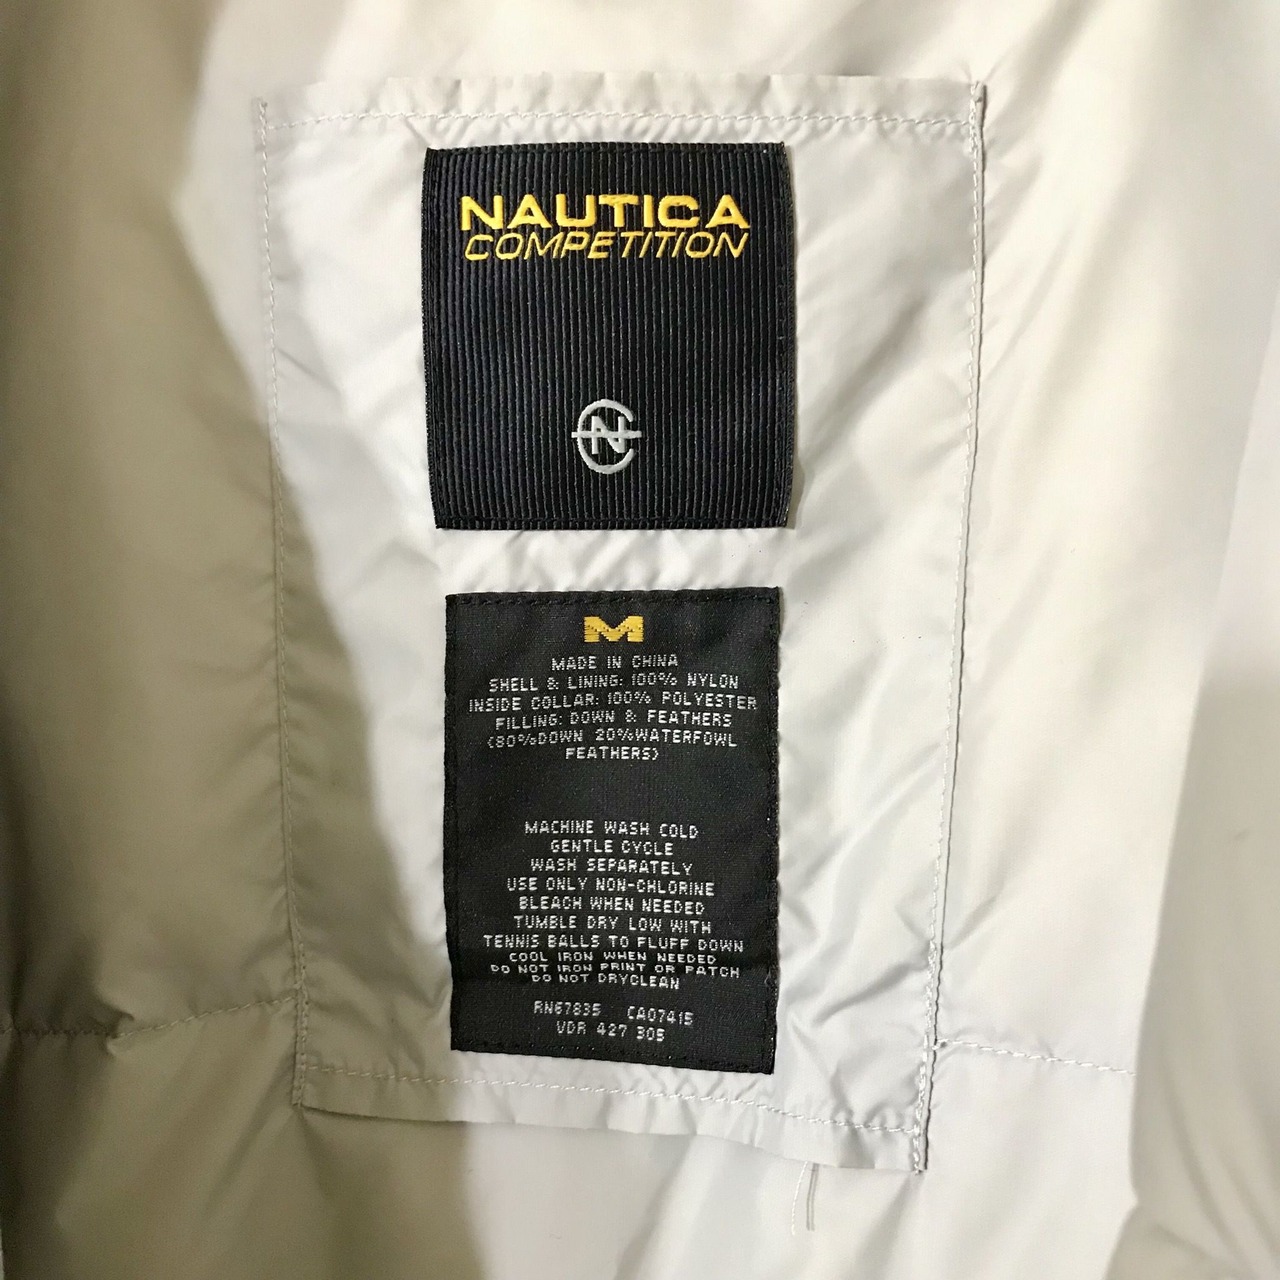 NAUTICA
COMPETITION
M
MADE IN CHINA
SHELL & LINING: 100% NYLON
INSIDE COLLAR: 100% POLYESTER
FILLING: DOWN & FEATHERS
(80%DOWN 20%WATERFOWL
FEATHERS)
MACHINE WASH COLD
GENTLE CYCLE
WASH SEPARATELY
USE ONLY NON-CHLORINE
BLEACH WHEN NEEDED
TUMBLE DRY LOW WITH
TENNIS BALLS TO FLUFF DOWN
COOL IRON WHEN NEEDED
DO NOT IRON PRINT OR PATCH
DO NOT DRYCLEAN
RN67835 CA07415
VDR 427 305